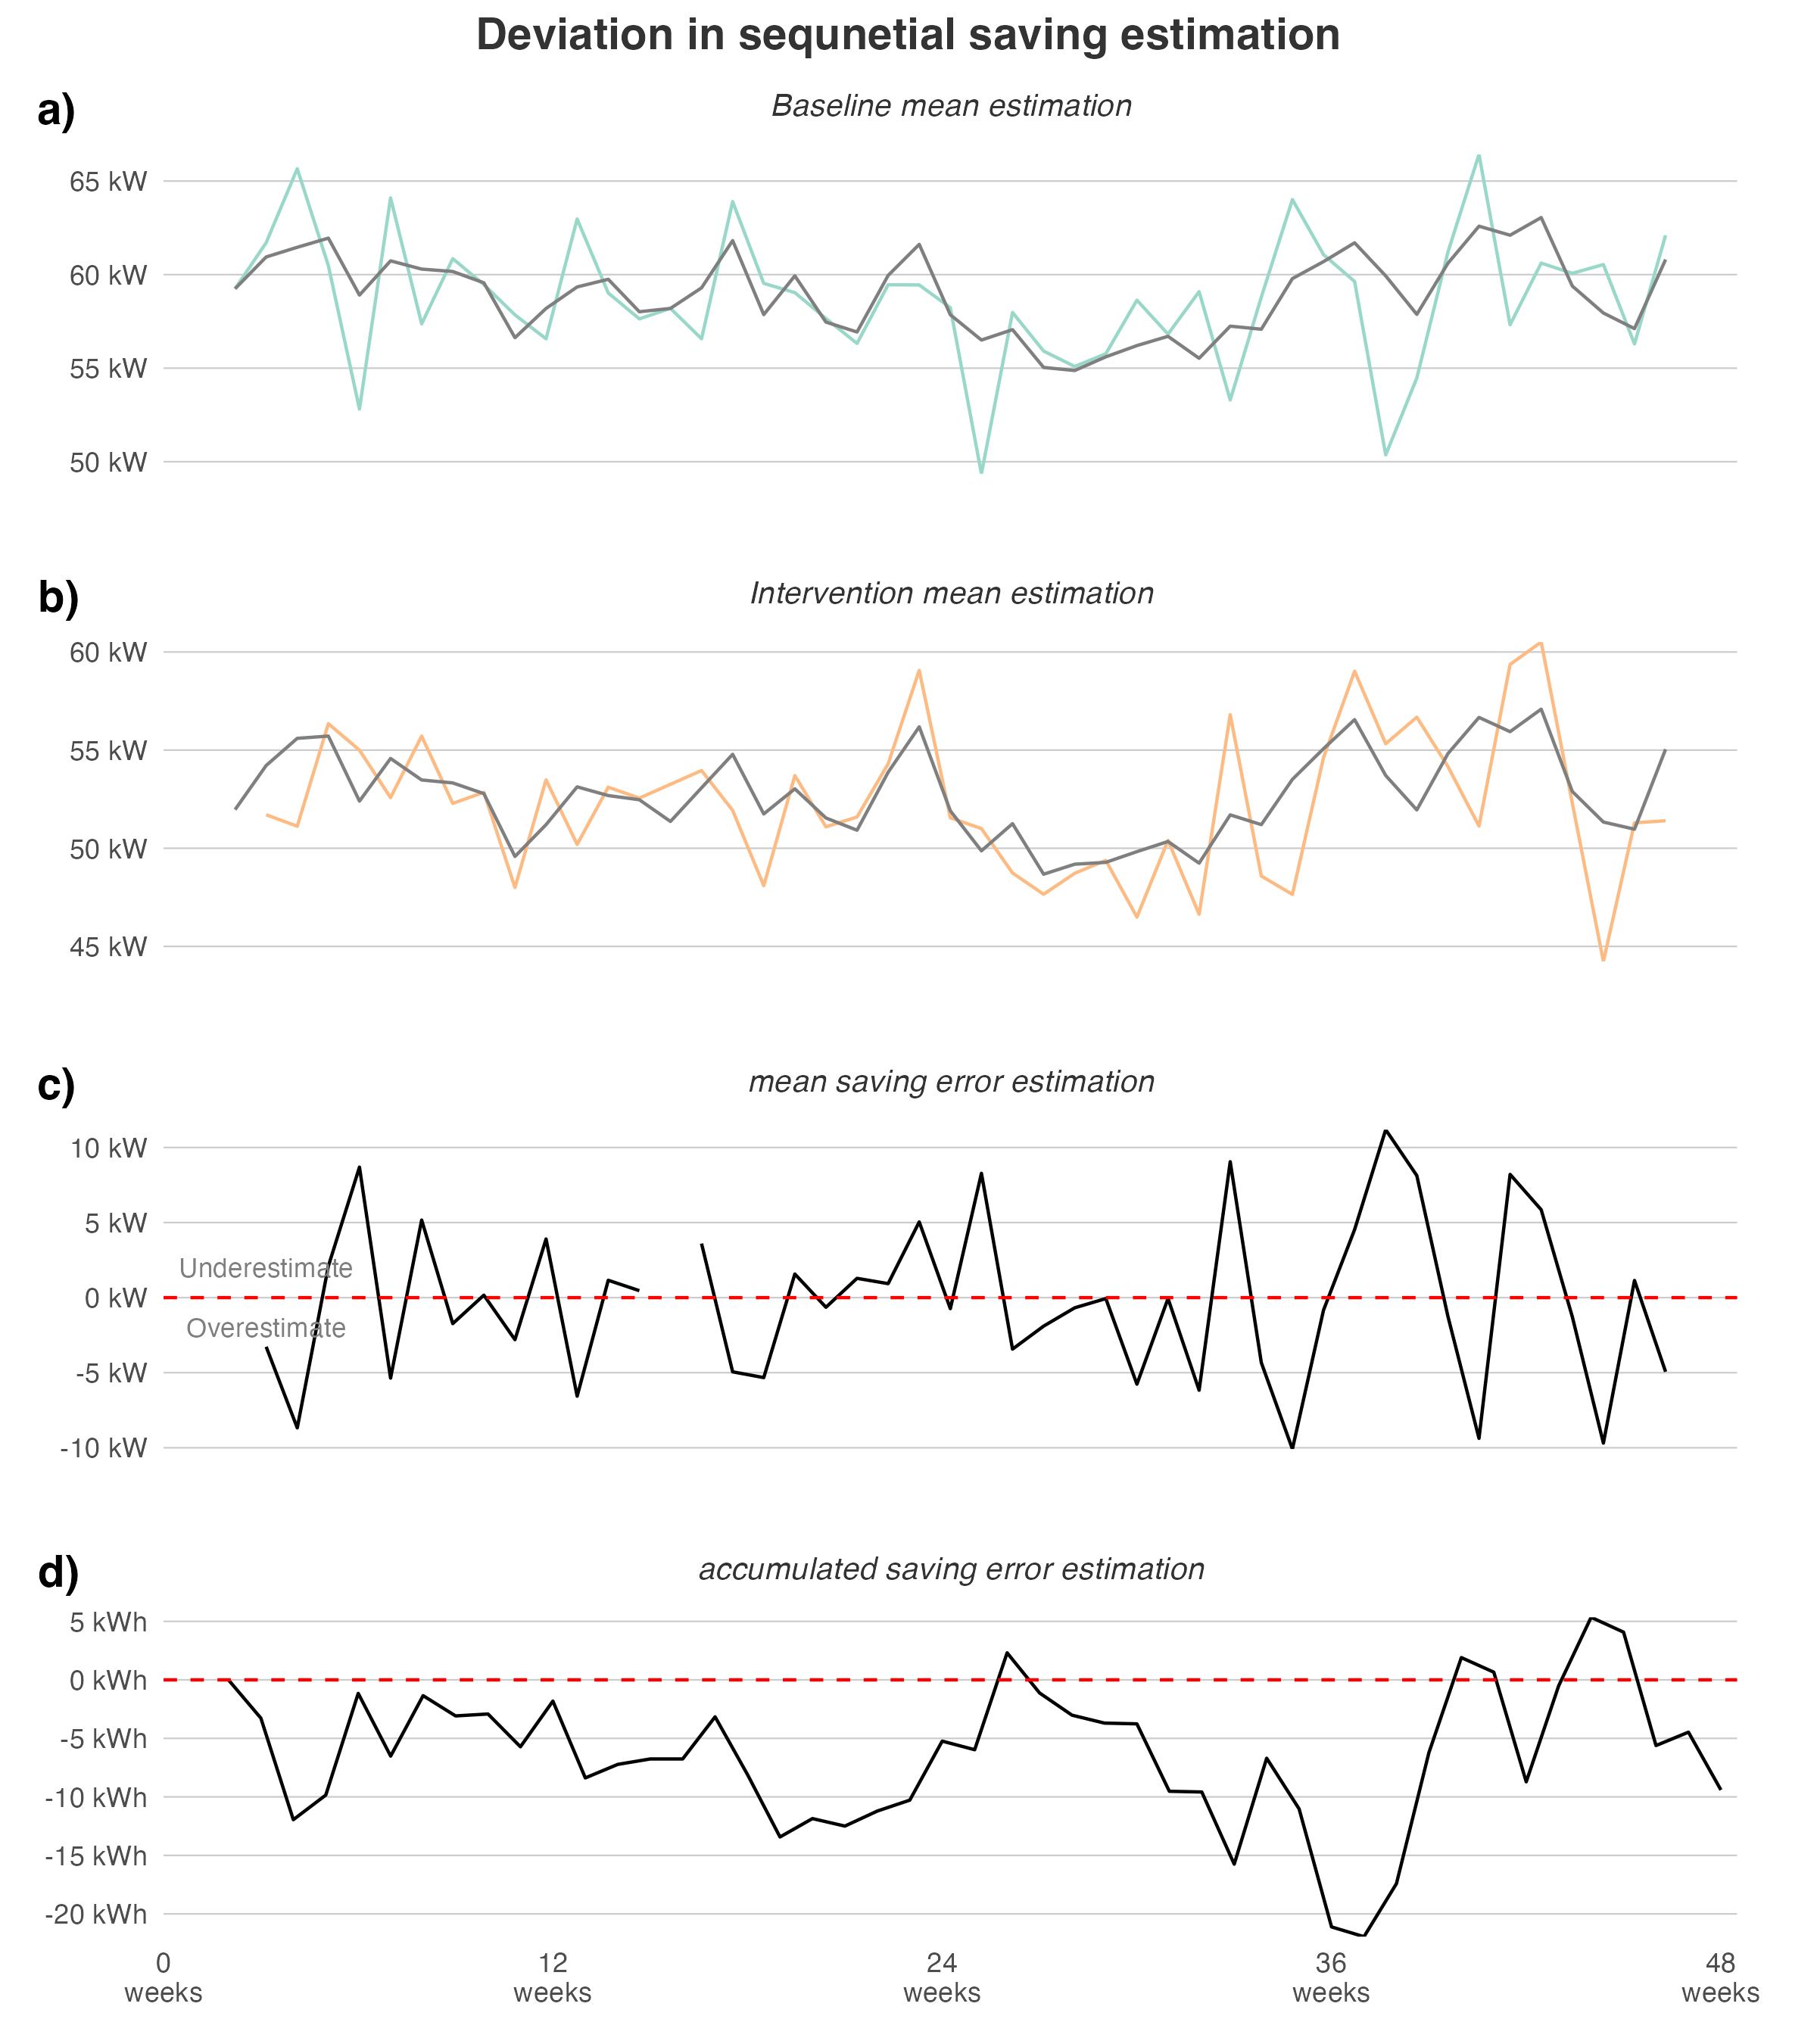 Deviation in sequnetial saving estimation
a)
Baseline mean estimation
65 kW
60 kW
55 kW
50 kW
b)
Intervention mean estimation
60 kW
55 kW
50 kW
45 kW
c)
mean saving error estimation
10 kW
5 kW
Underestimate
0 kW
Overestimate
-5 kW
-10 kW
d)
accumulated saving error estimation
5 kWh
0 kWh
-5 kWh
-10 kWh
-15 kWh
-20 kWh
0 12 24 36 48
weeks weeks weeks weeks weeks